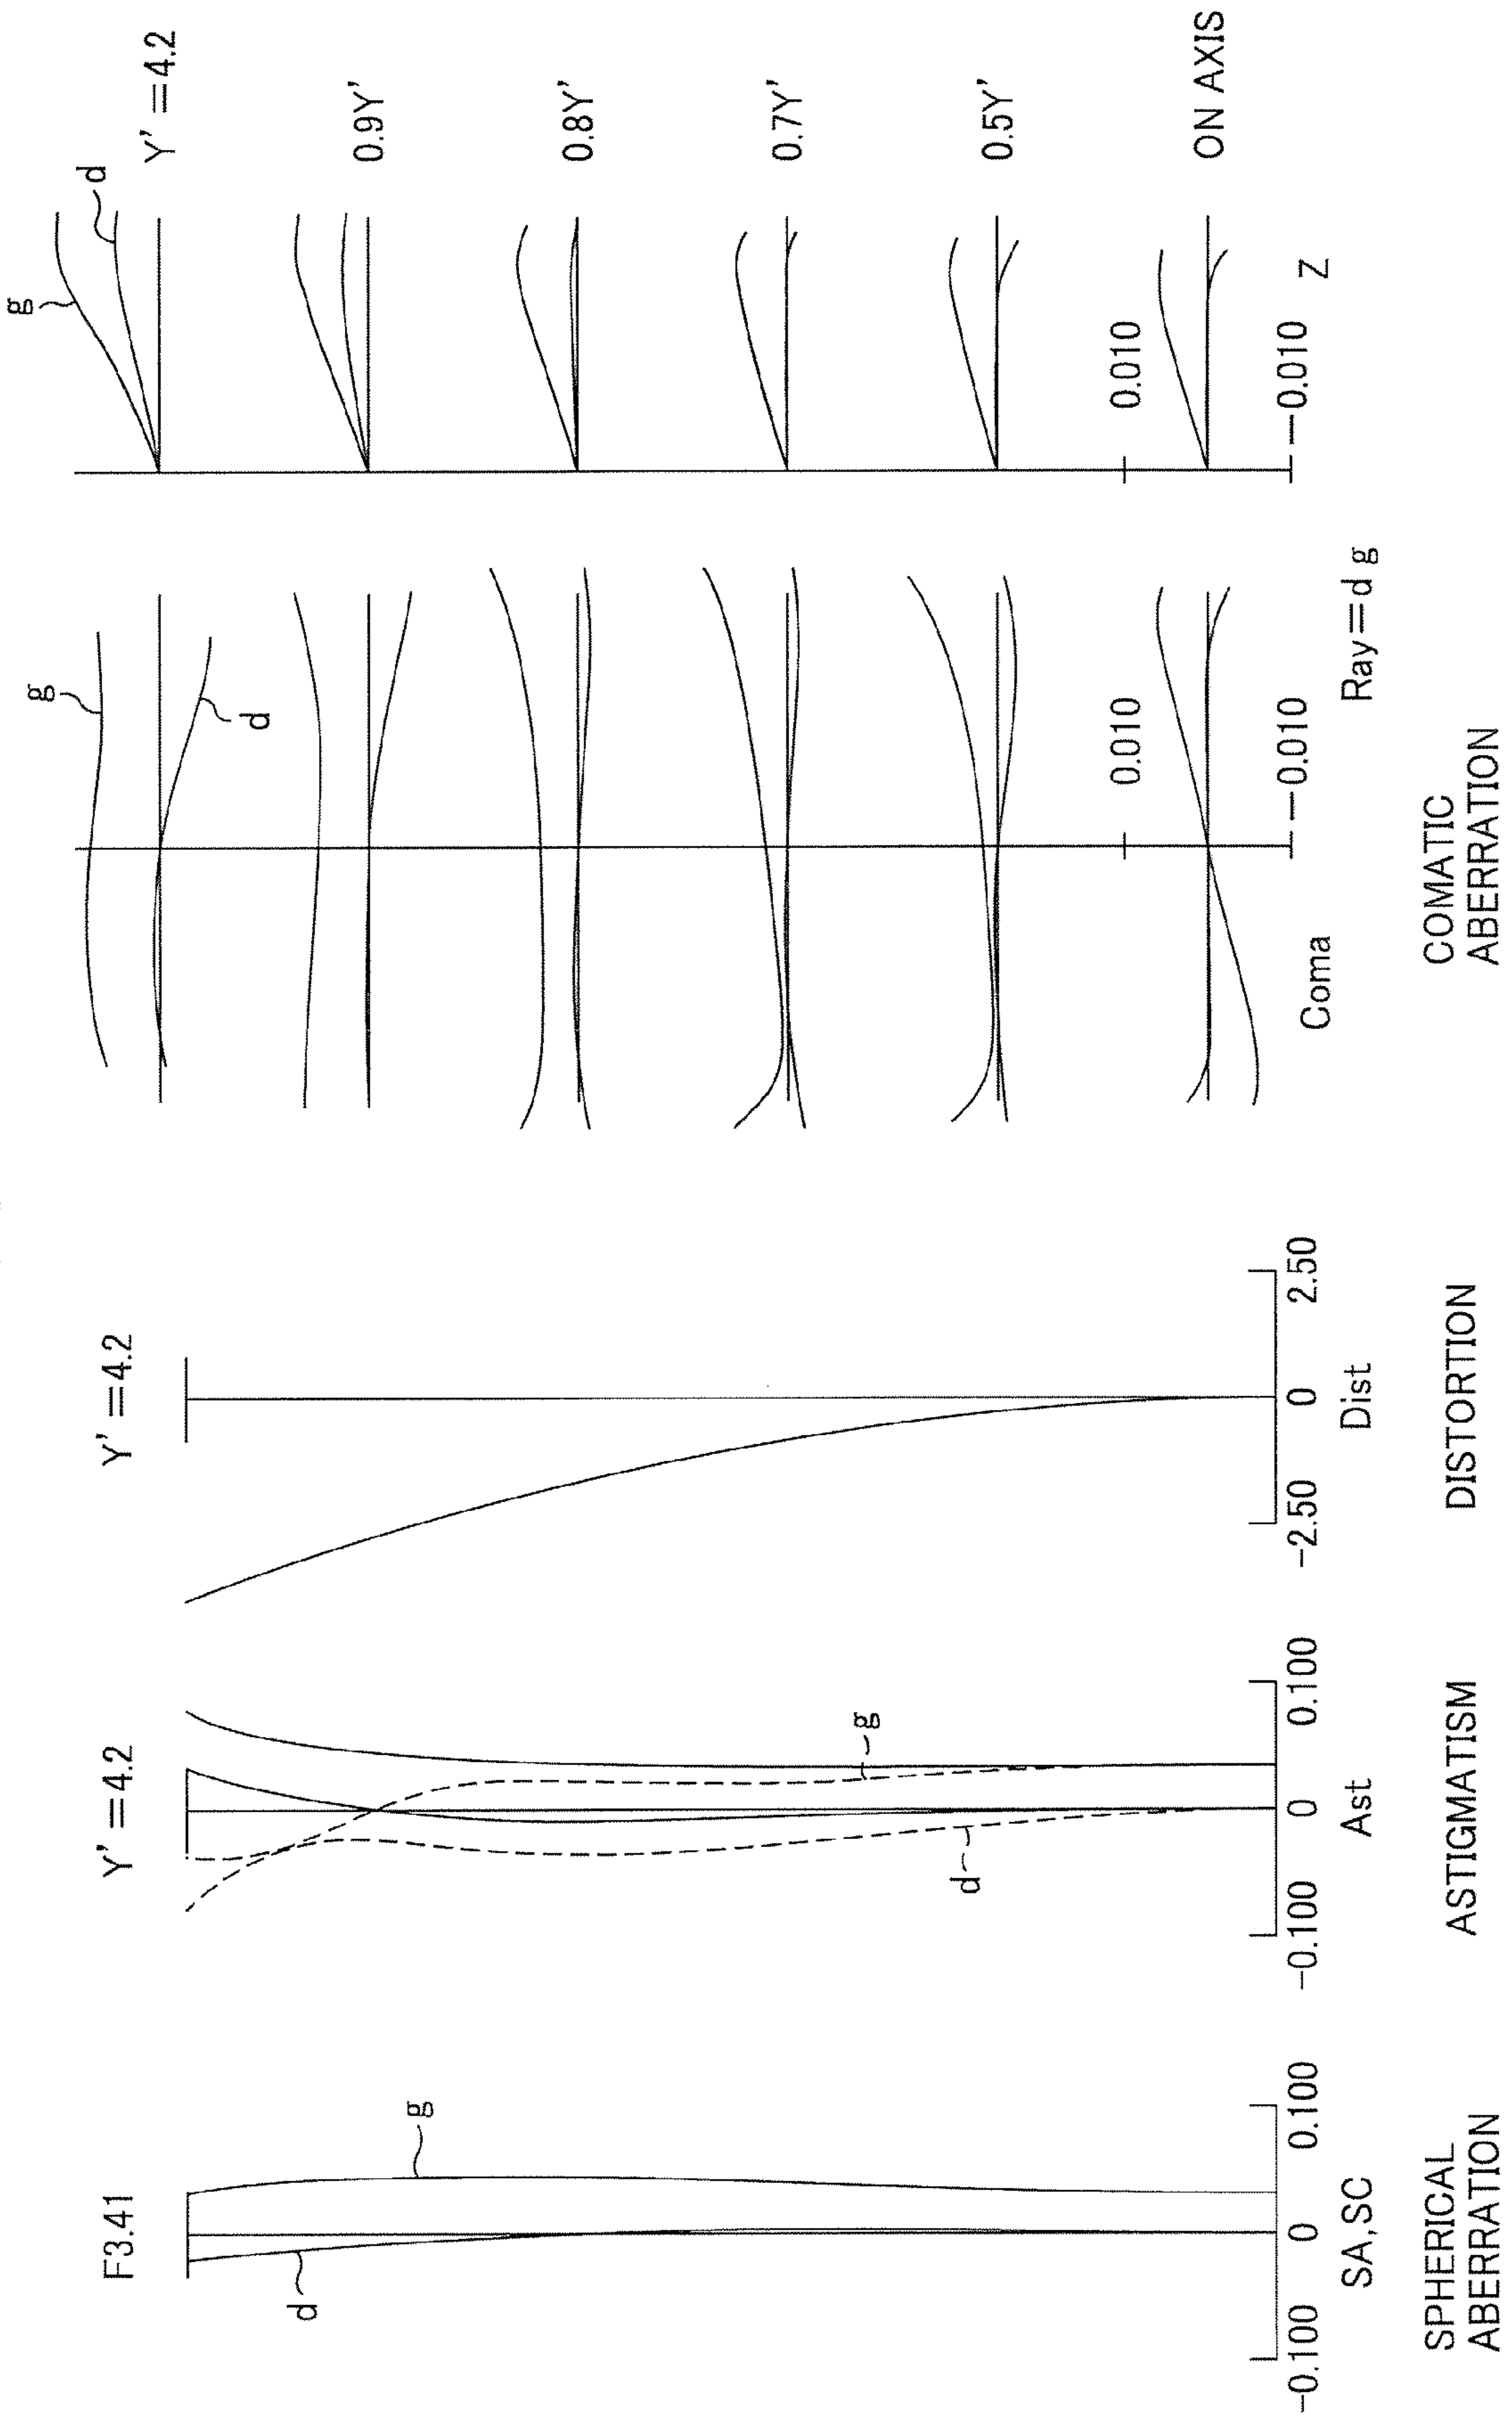 F3.41
g
d
-0.100
0
0.100
SA,SC
SPHERICAL
ABERRATION
Y'=4.2
g
d
-0.100
0
0.100
Ast
ASTIGMATISM
Y'=4.2
-2.50
0
2.50
Dist
DISTORTION
g
d
0.010
-0.010
Coma
Ray=d g
COMATIC
ABERRATION
g
d
Y'=4.2
0.9Y'
0.8Y'
0.7Y'
0.5Y'
ON AXIS
0.010
-0.010
Z